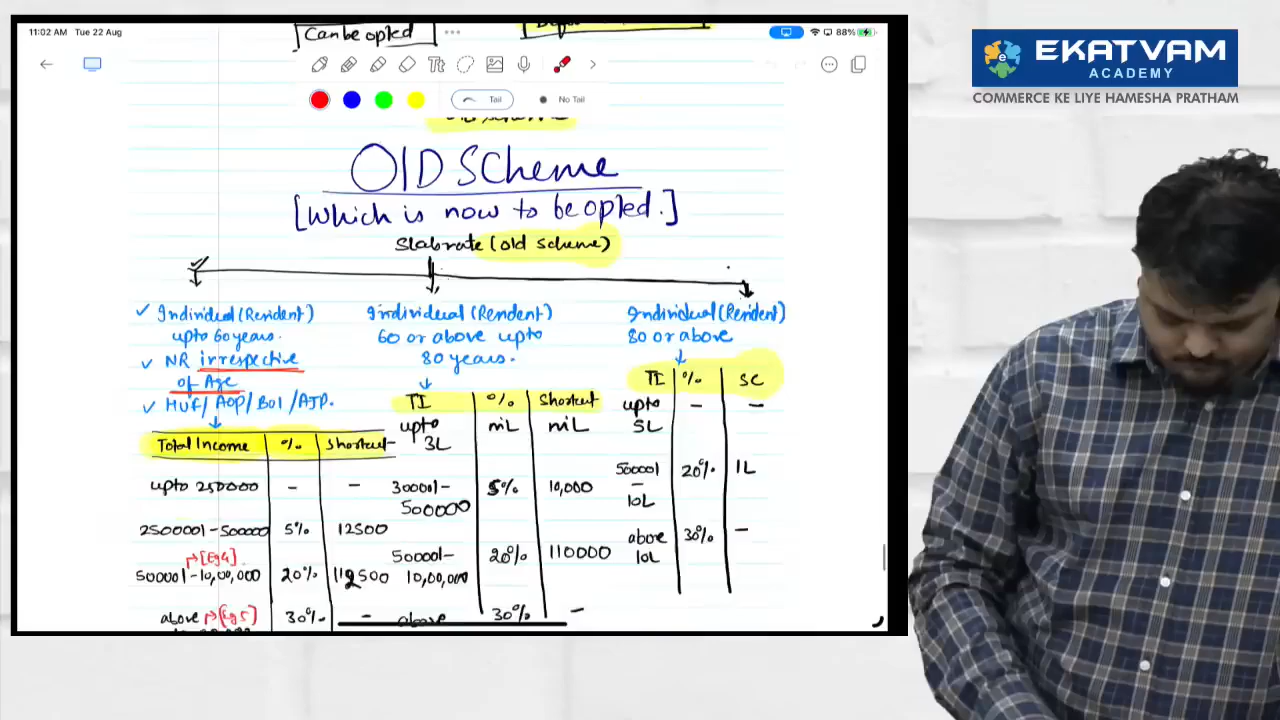 11:02 AM Tue 22 Aug
88%
Can be opted
Tail
No Tail
Old Scheme
[Which is now to be opted.]
Slabrate (old scheme)
Individual (Resident)
upto 60 years.
NR irrespective
of Age
HUF/ AOP/ BOI /AJP.
Total Income % Shortcut
upto 250000 - -
2500001-500000 5% 12500
[Eg4]
500001-10,00,000 20% 112500
above [Eg5] 30% -
Individual (Resident)
60 or above upto
80 years.
TI % Shortcut
upto 3L nil nil
300001- 5% 10,000
500000
500001- 20% 110000
10,00,000
above 30% -
Individual (Resident)
80 or above
TI % SC
upto - -
5L
500001 20% 1L
-
10L
above 30% -
10L
e
EKATVAM
ACADEMY
COMMERCE KE LIYE HAMESHA PRATHAM